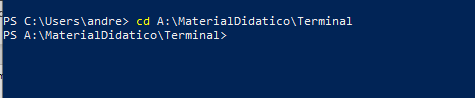 PS C:\Users\andre> cd A:\MaterialDidatico\Terminal
PS A:\MaterialDidatico\Terminal>